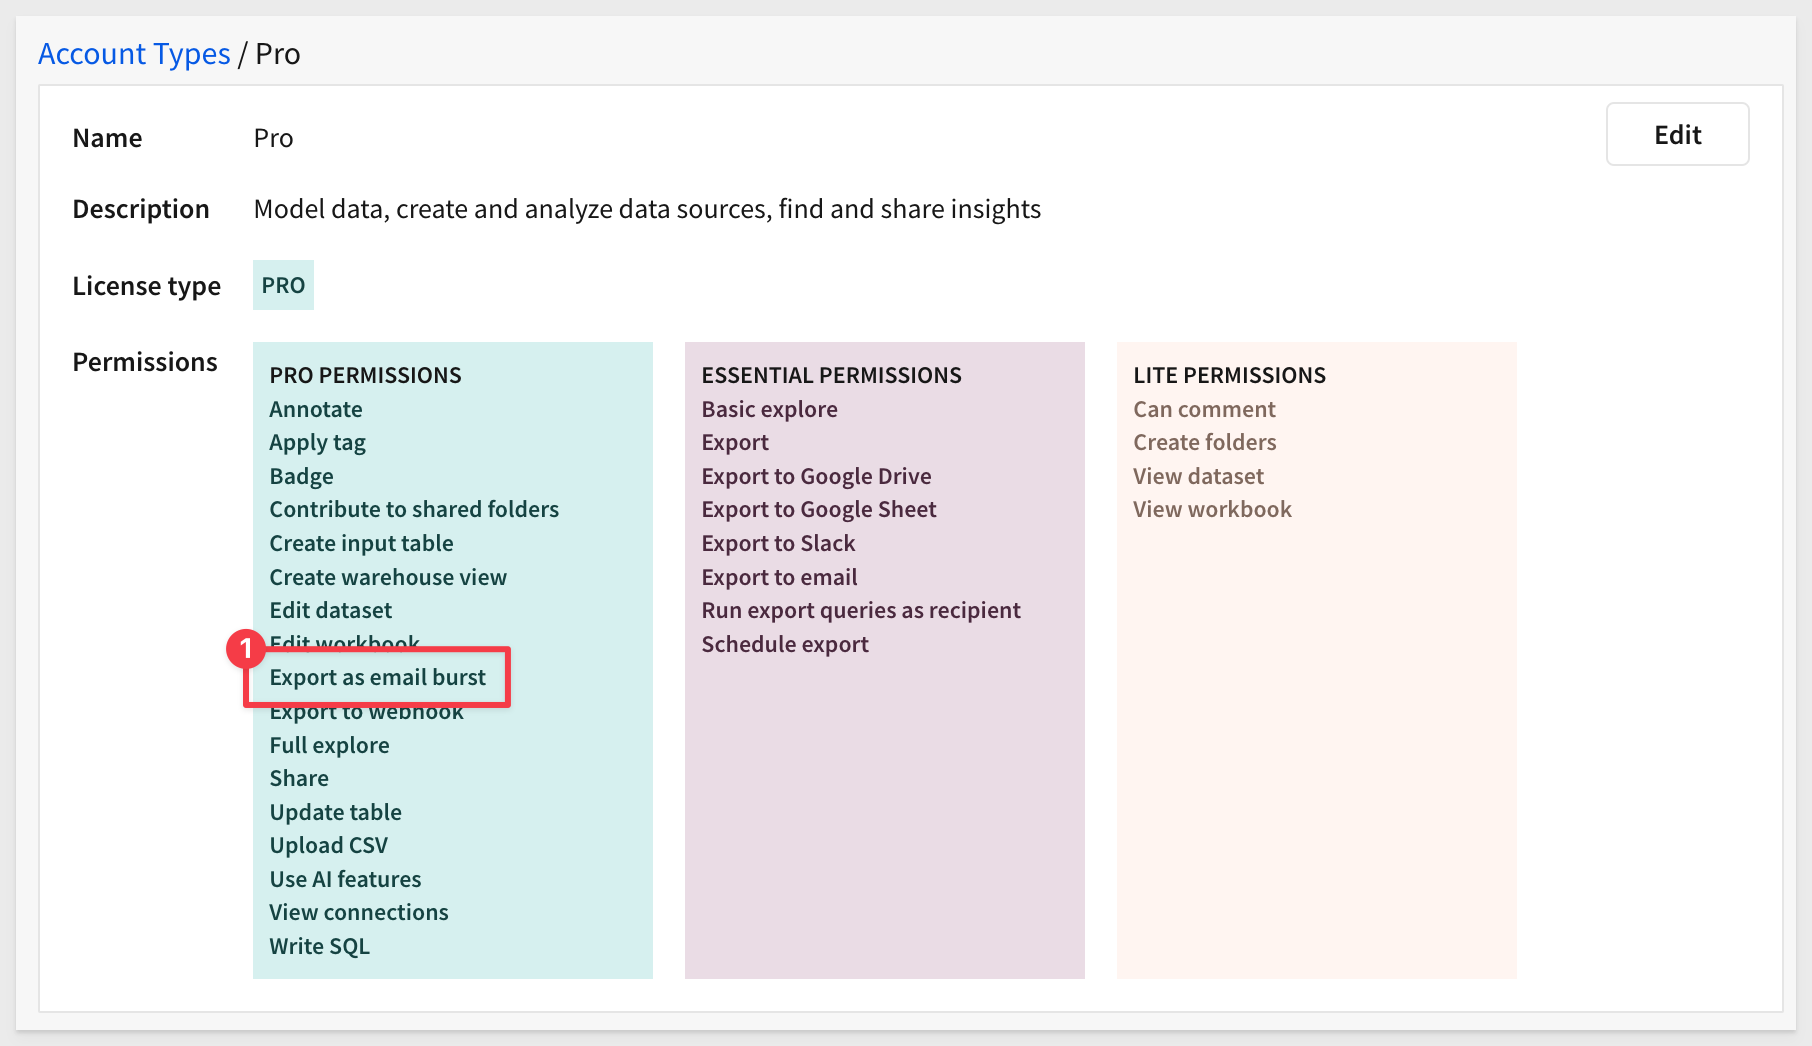 Account Types / Pro
Name Pro
Edit
Description Model data, create and analyze data sources, find and share insights
License type PRO
Permissions
PRO PERMISSIONS
Annotate
Apply tag
Badge
Contribute to shared folders
Create input table
Create warehouse view
Edit dataset
Edit workbook
1
Export as email burst
Export to webhook
Full explore
Share
Update table
Upload CSV
Use AI features
View connections
Write SQL
ESSENTIAL PERMISSIONS
Basic explore
Export
Export to Google Drive
Export to Google Sheet
Export to Slack
Export to email
Run export queries as recipient
Schedule export
LITE PERMISSIONS
Can comment
Create folders
View dataset
View workbook